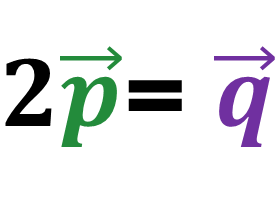 2p⃗ = q⃗